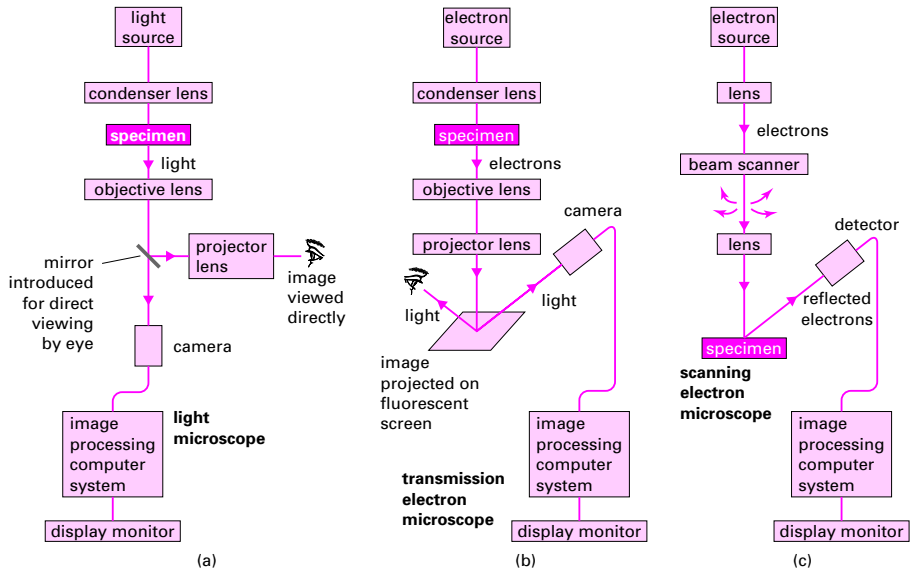 light
source
condenser lens
specimen
light
objective lens
mirror
introduced
for direct
viewing
by eye
projector
lens
image
viewed
directly
camera
light
microscope
image
processing
computer
system
display monitor
(a)
electron
source
condenser lens
specimen
electrons
objective lens
projector lens
camera
light
light
image
projected on
fluorescent
screen
transmission
electron
microscope
image
processing
computer
system
display monitor
(b)
electron
source
lens
electrons
beam scanner
lens
detector
reflected
electrons
specimen
scanning
electron
microscope
image
processing
computer
system
display monitor
(c)